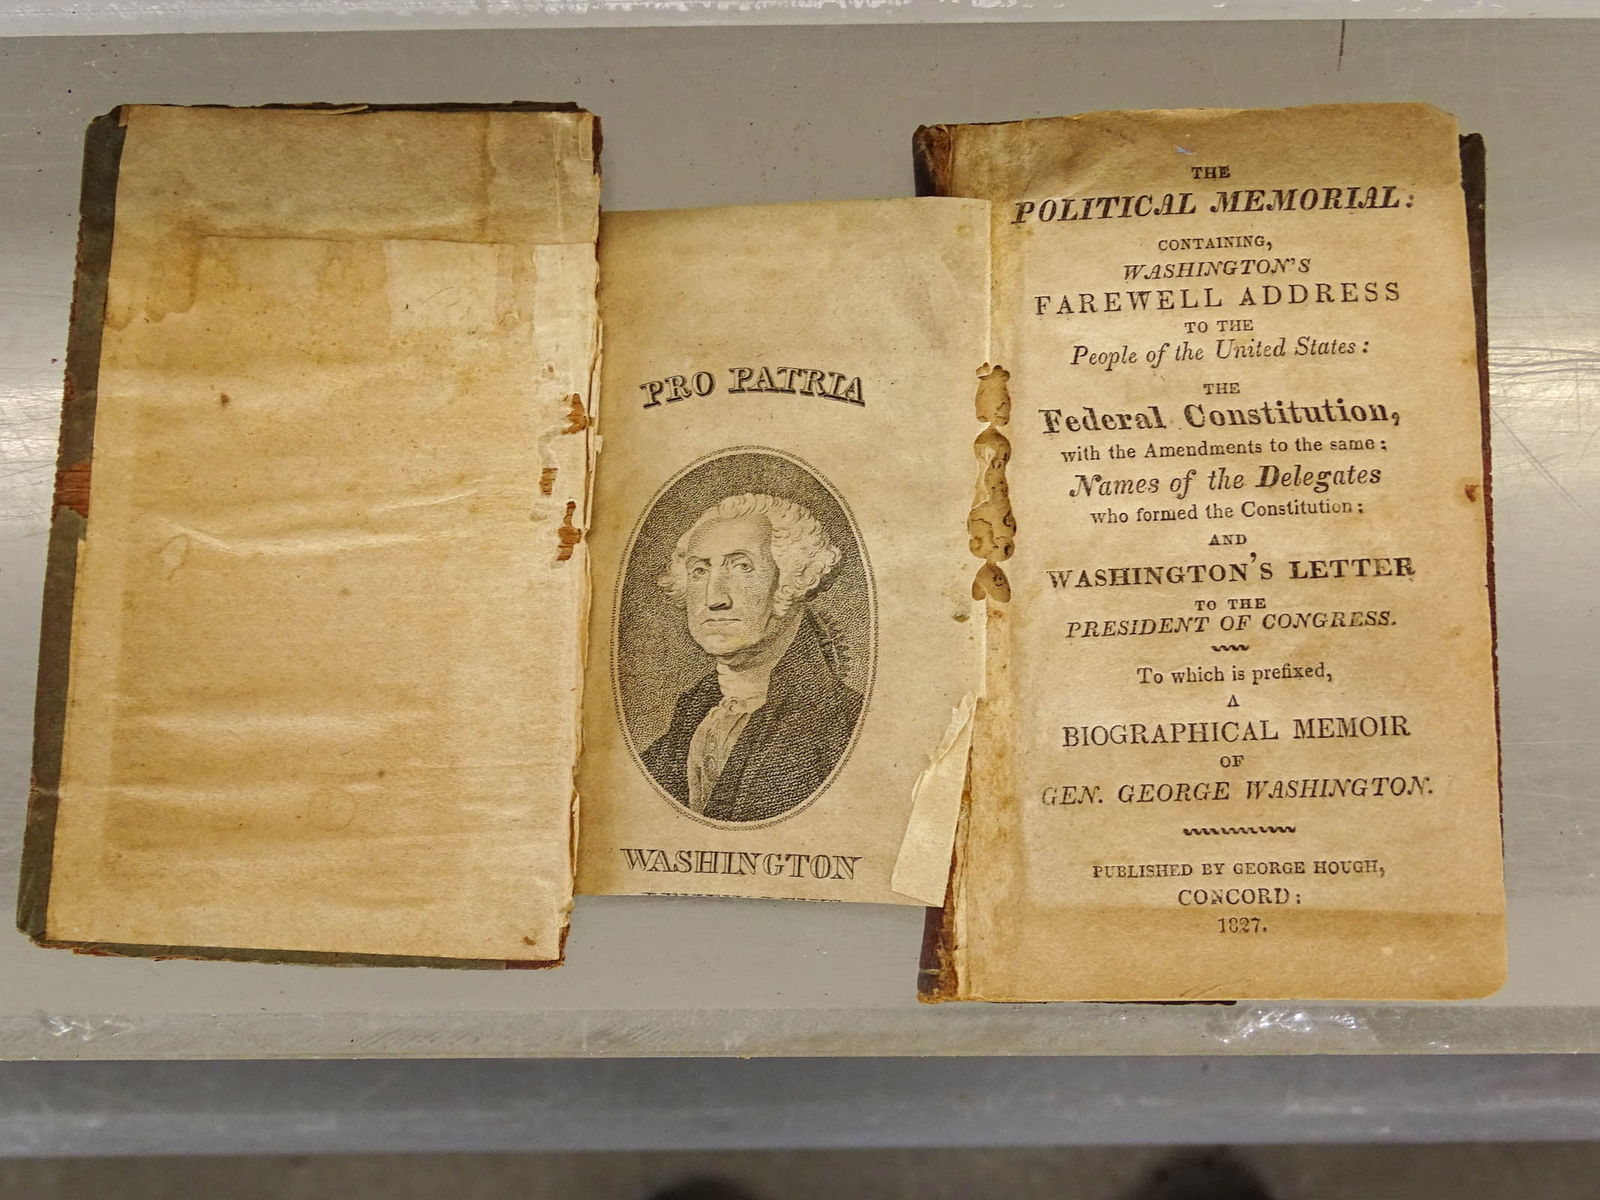 PRO PATRIA
WASHINGTON
THE
POLITICAL MEMORIAL:
CONTAINING,
WASHINGTON'S
FAREWELL ADDRESS
TO THE
People of the United States:
THE
Federal Constitution,
with the Amendments to the same;
Names of the Delegates
who formed the Constitution;
AND
WASHINGTON'S LETTER
TO THE
PRESIDENT OF CONGRESS.
To which is prefixed,
A
BIOGRAPHICAL MEMOIR
OF
GEN. GEORGE WASHINGTON.
PUBLISHED BY GEORGE HOUGH,
CONCORD:
1827.